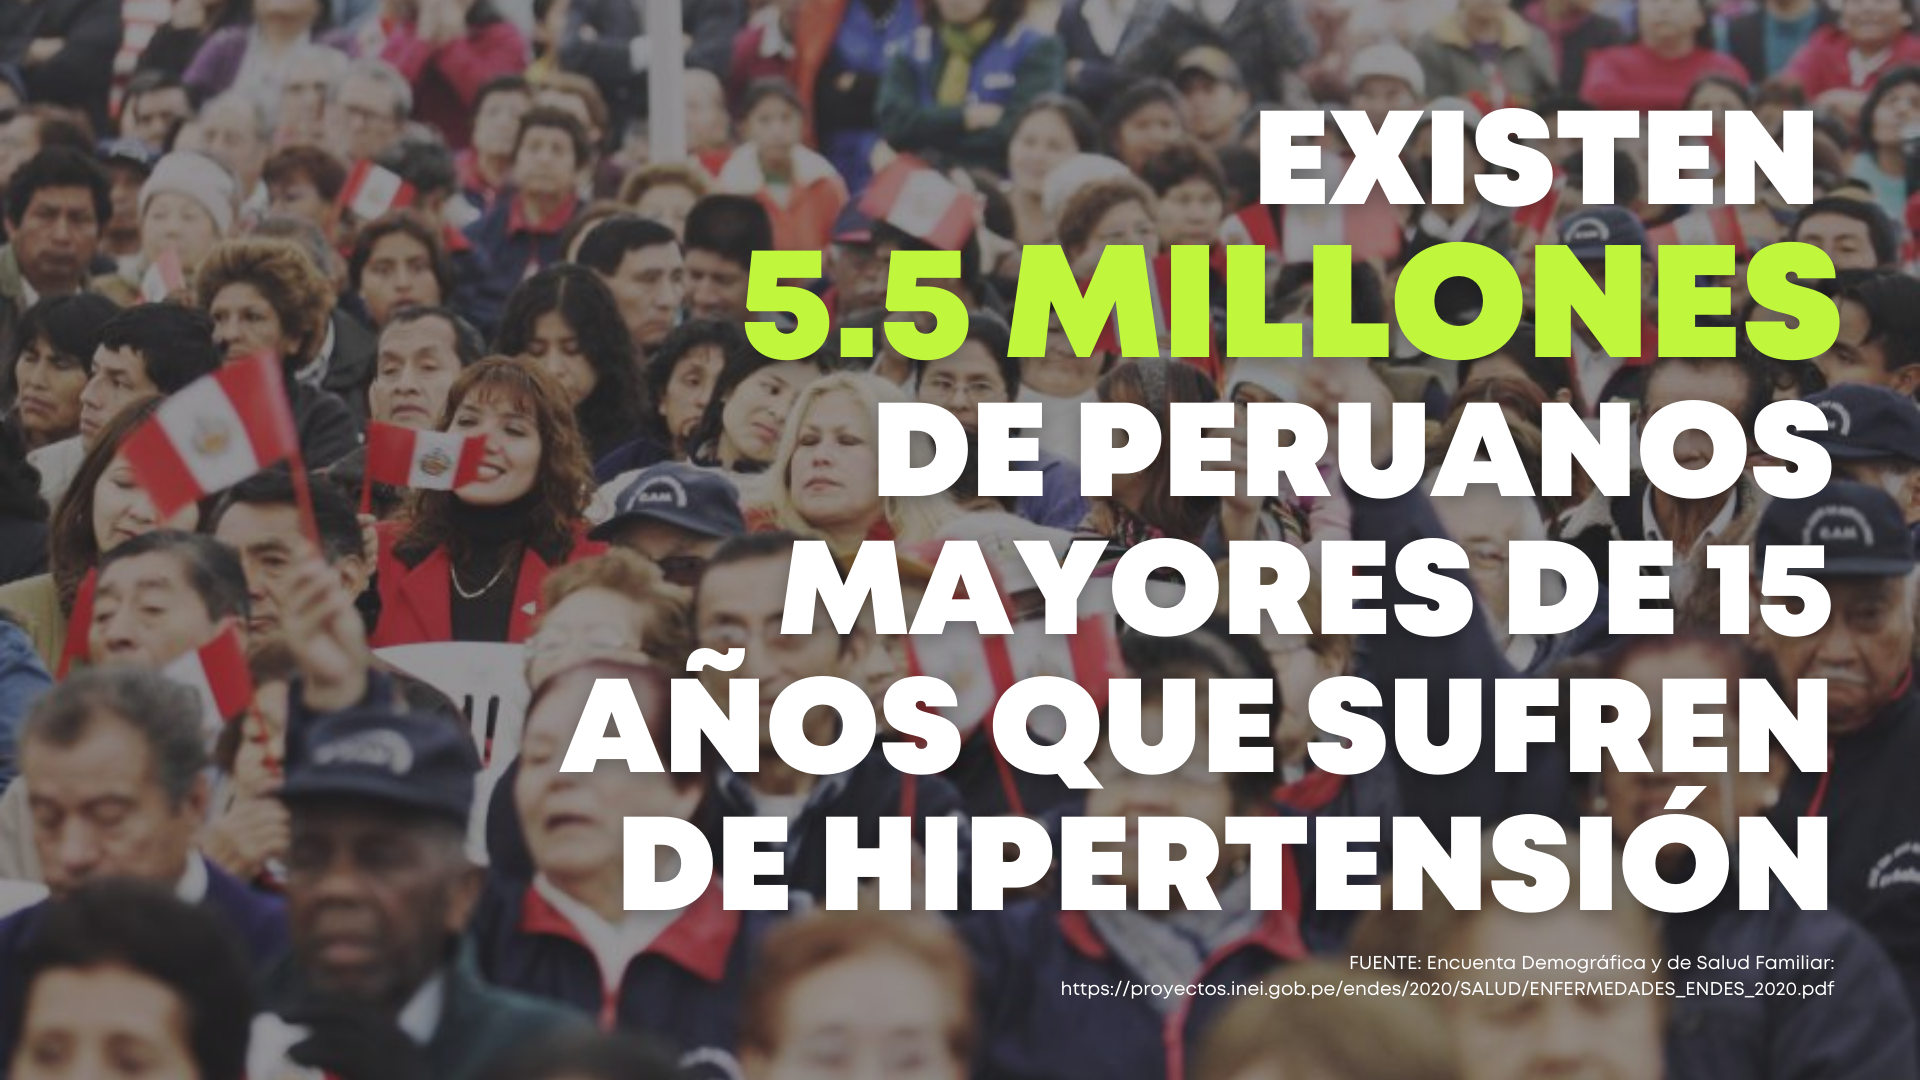 EXISTEN
5.5 MILLONES
DE PERUANOS
MAYORES DE 15
AÑOS QUE SUFREN
DE HIPERTENSIÓN
FUENTE: Encuenta Demográfica y de Salud Familiar:
https://proyectos.inei.gob.pe/endes/2020/SALUD/ENFERMEDADES_ENDES_2020.pdf